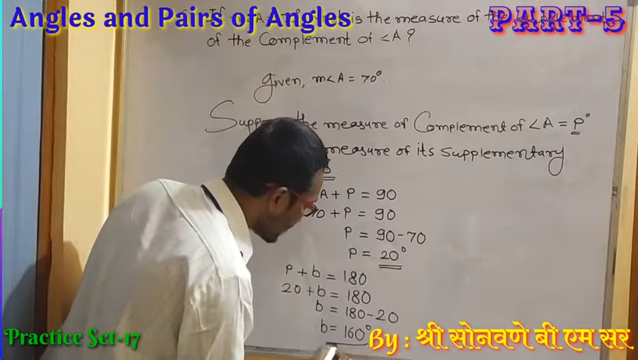 Angles and Pairs of Angles
PART-5
is the measure of the
of the Complement of ∠A ?
Given, m∠A = 70°.
the measure of Complement of ∠A = P°
measure of its Supplementary
A + P = 90
70 + P = 90
P = 90-70
P = 20°
P + b = 180
20 + b = 180
b = 180-20
b = 160°
Practice Set-17
By : श्री सोनवणे बी एम सर